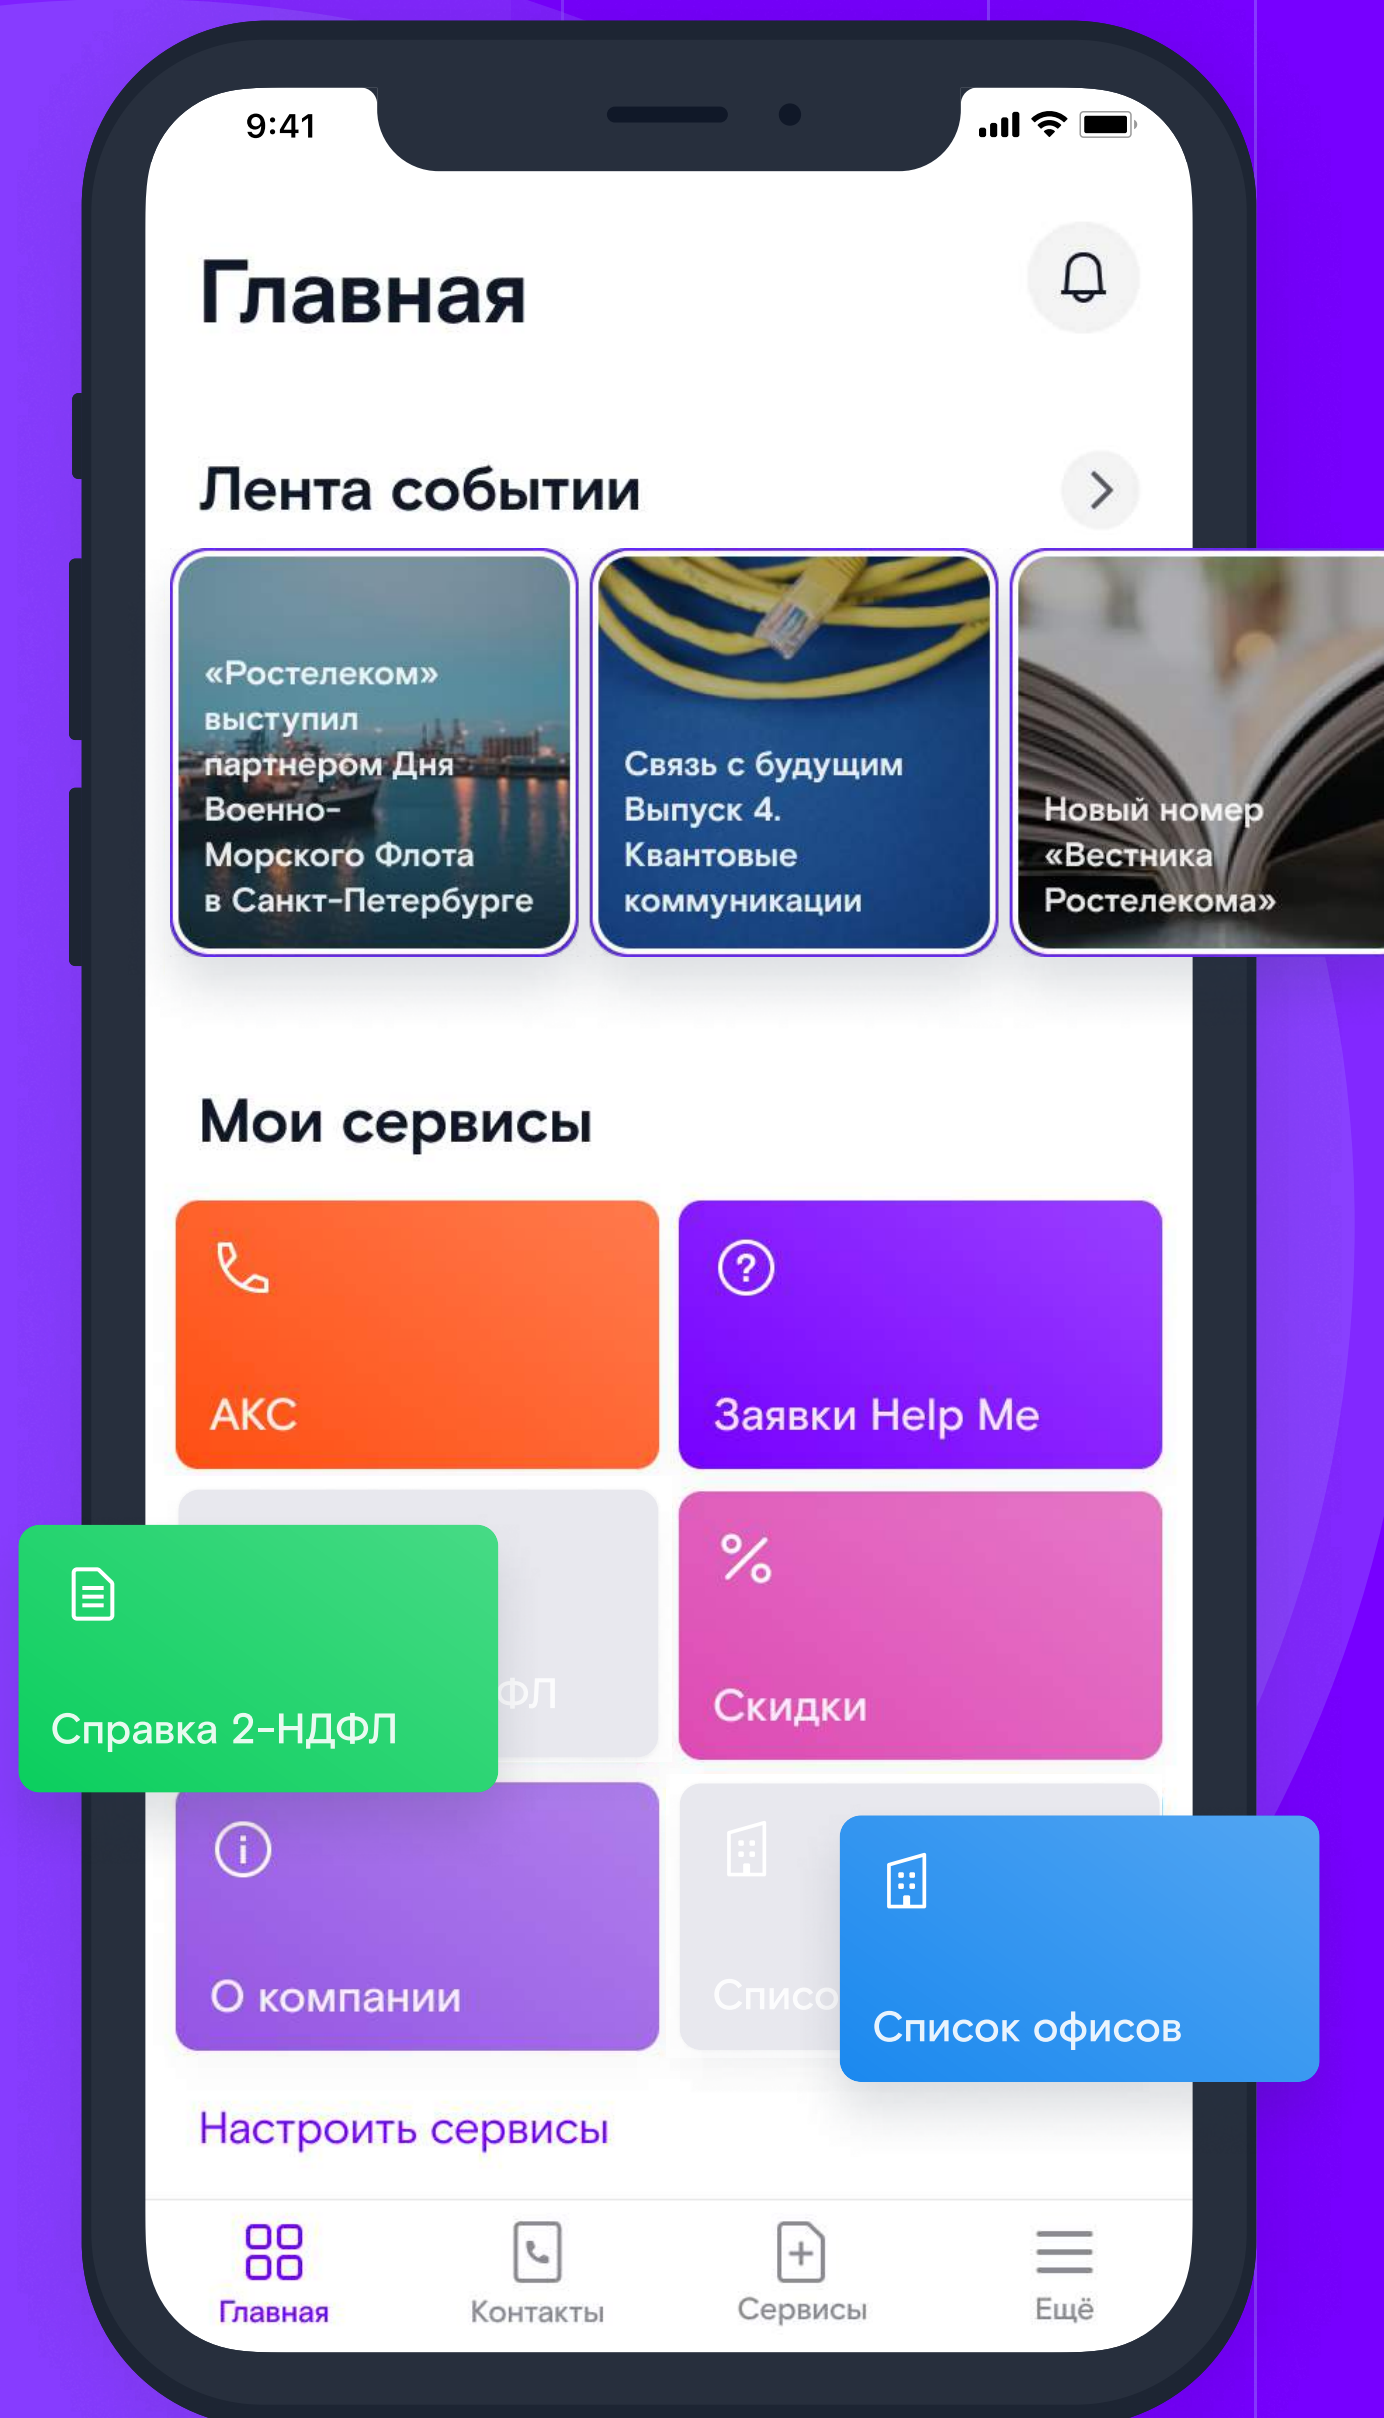 9:41
Главная
Лента событии
«Ростелеком»
выступил
партнером Дня
Военно-
Морского Флота
в Санкт-Петербурге
Связь с будущим
Выпуск 4.
Квантовые
коммуникации
Новый номер
«Вестника
Ростелекома»
Мои сервисы
АКС
Заявки Help Me
ФЛ
Справка 2-НДФЛ
Скидки
О компании
Списо
Список офисов
Настроить сервисы
Главная
Контакты
Сервисы
Ещё